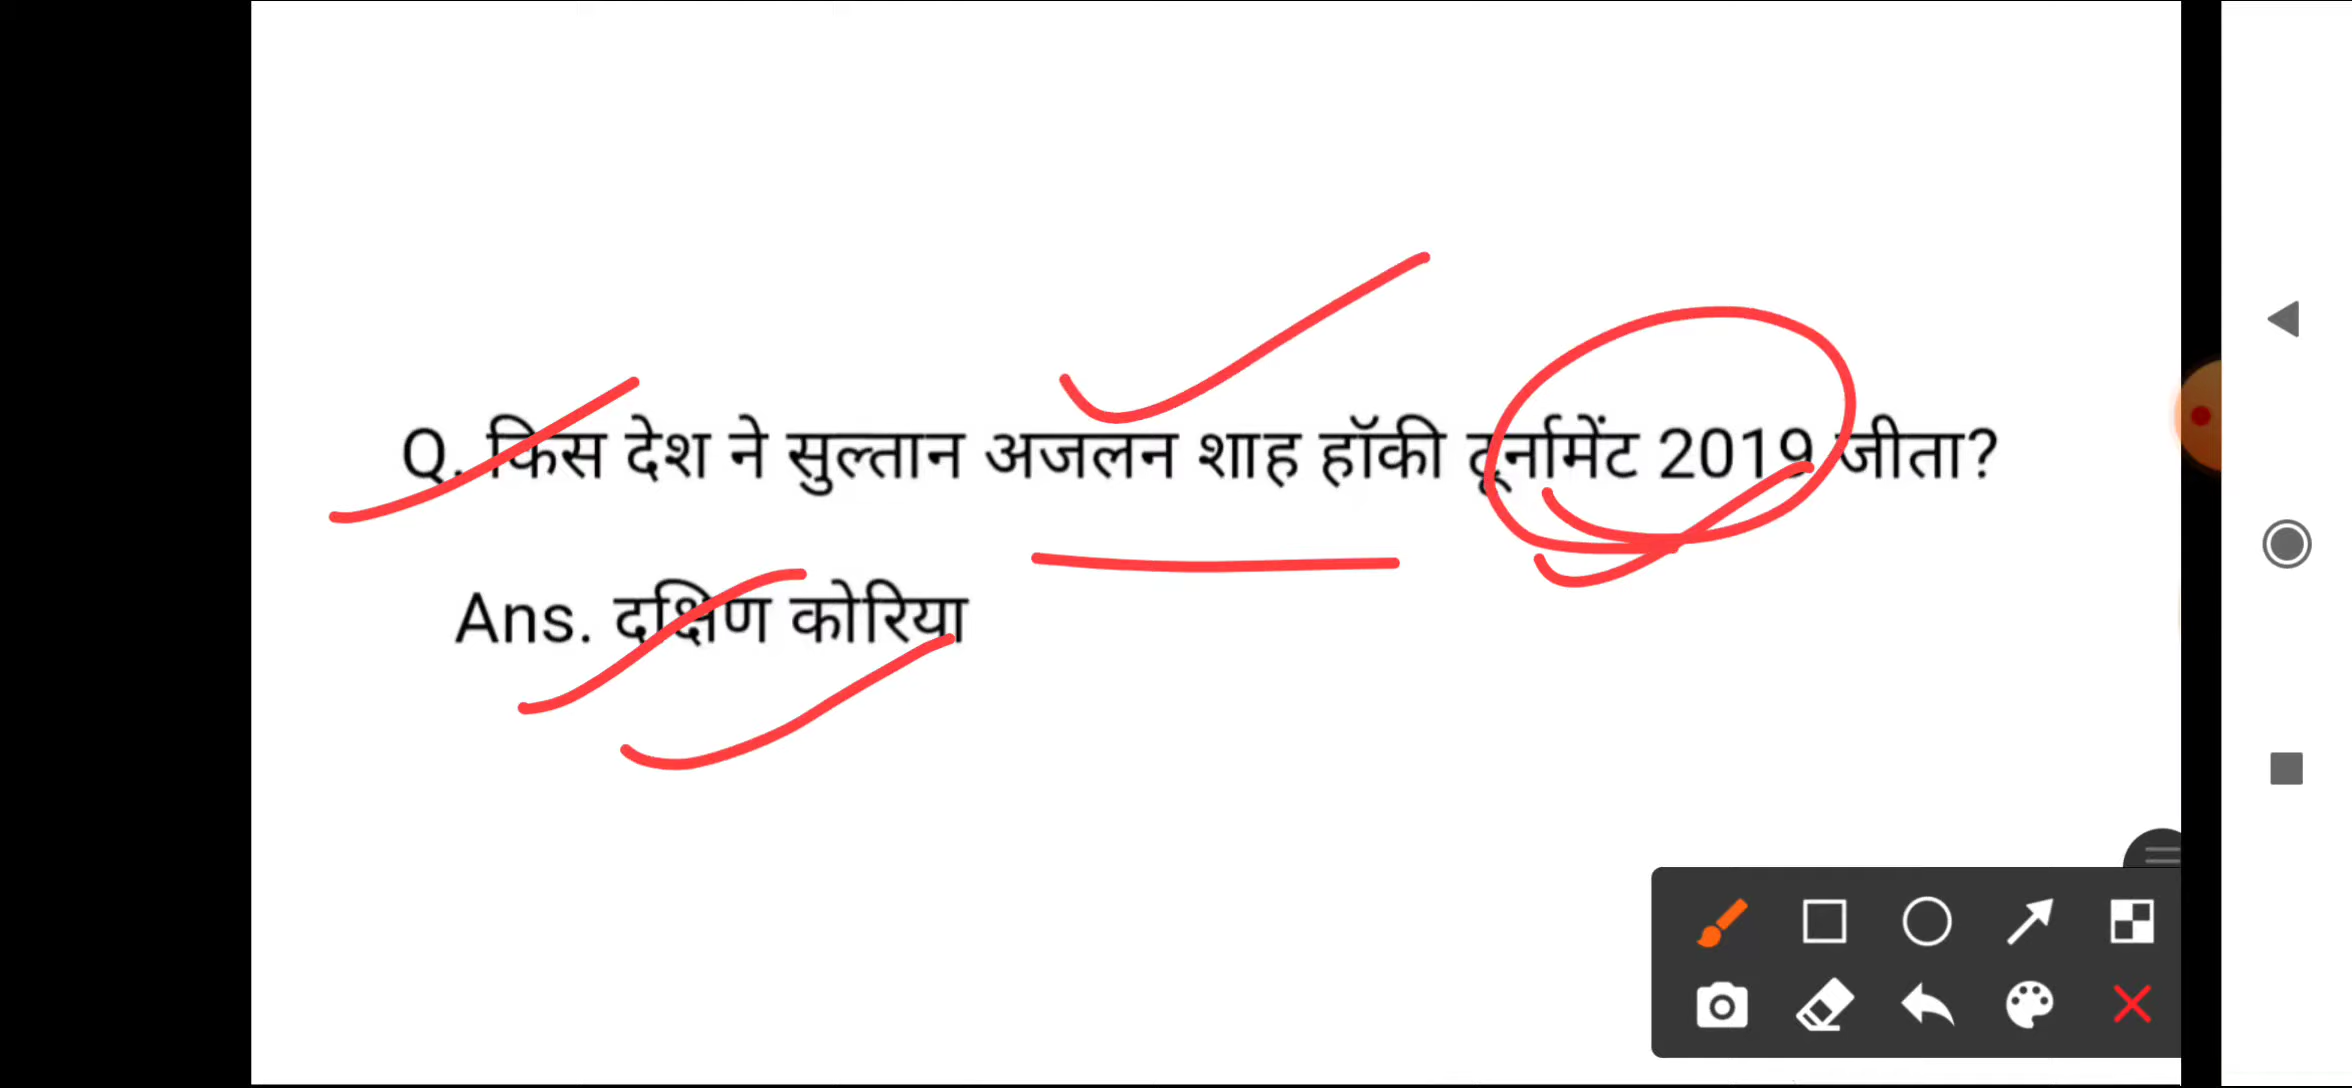 Q. किस देश ने सुल्तान अजलन शाह हॉकी टूर्नामेंट 2019 जीता?
Ans. दक्षिण कोरिया